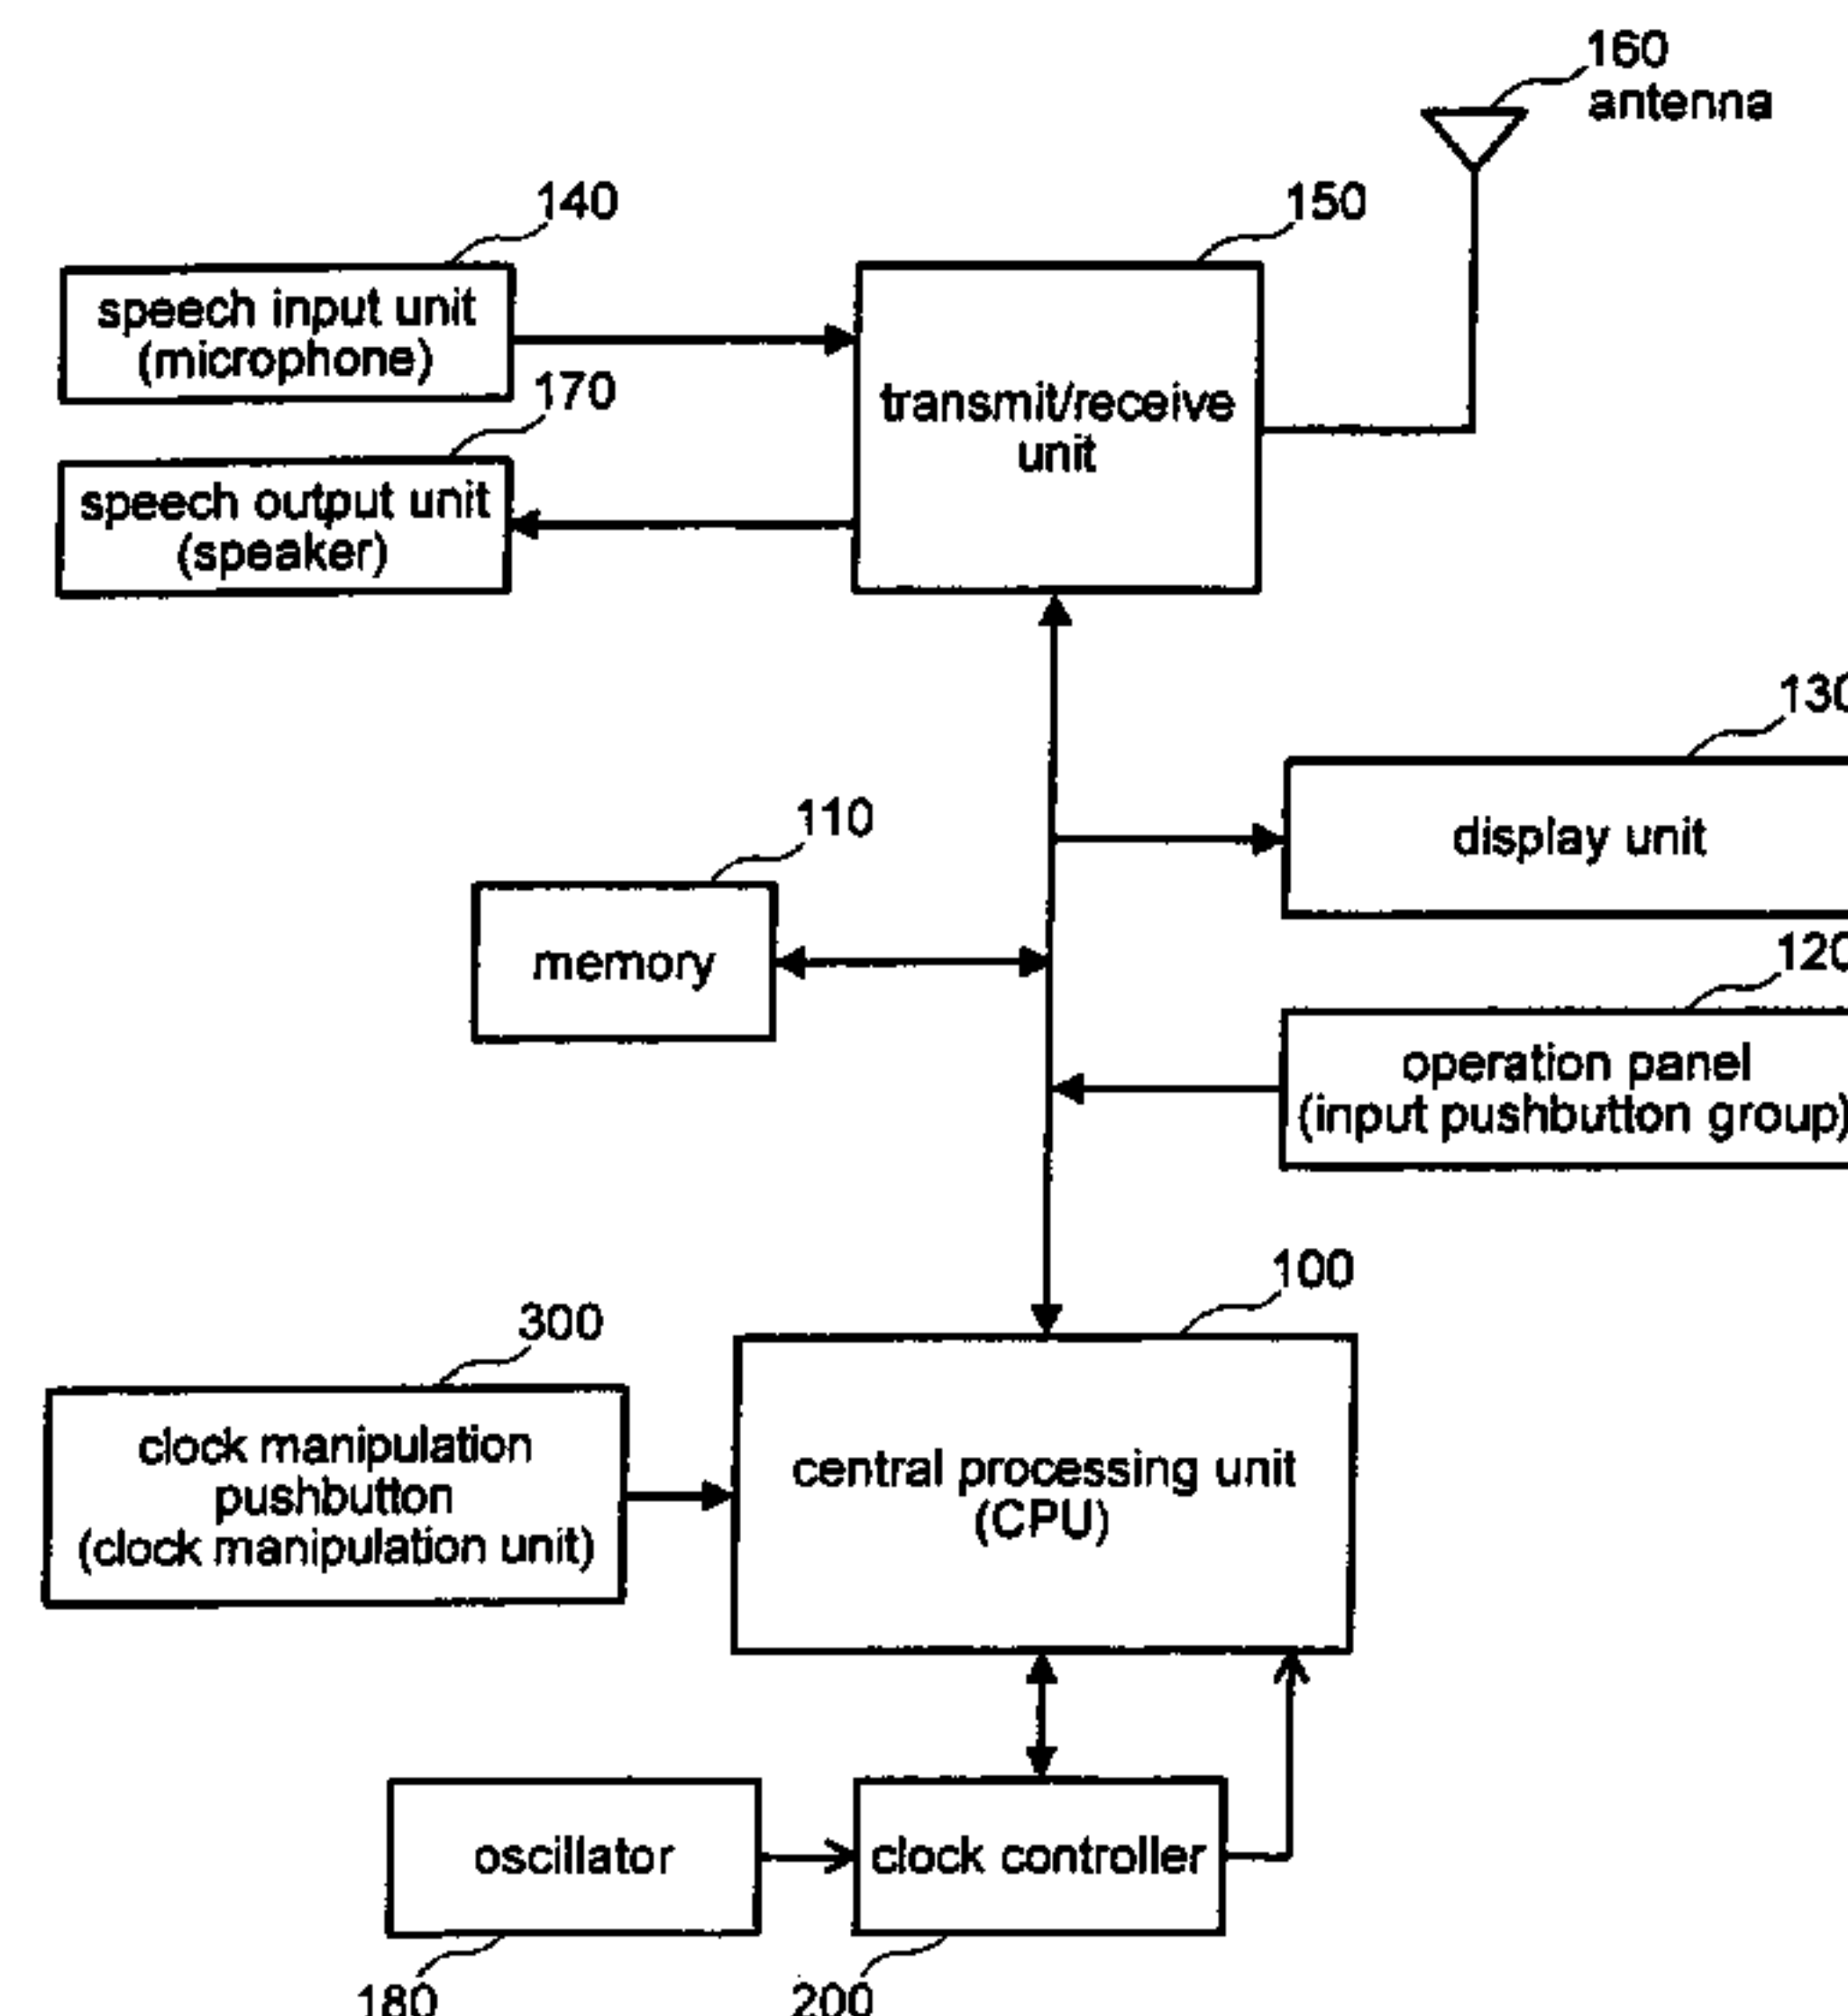 160
antenna
140
150
speech input unit
(microphone)
170
transmit/receive
unit
speech output unit
(speaker)
130
display unit
110
memory
120
operation panel
(input pushbutton group)
100
300
clock manipulation
pushbutton
(clock manipulation unit)
central processing unit
(CPU)
oscillator
clock controller
180
200